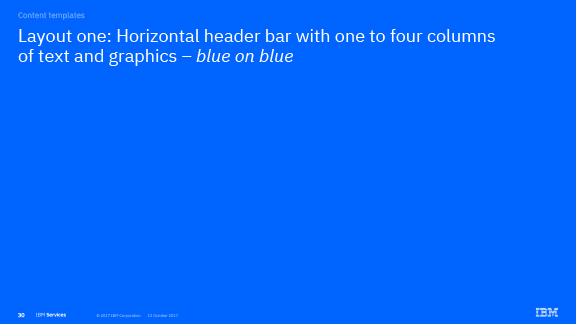 Content templates
Layout one: Horizontal header bar with one to four columns
of text and graphics – blue on blue
30 IBM Services © 2017 IBM Corporation 13 October 2017
IBM